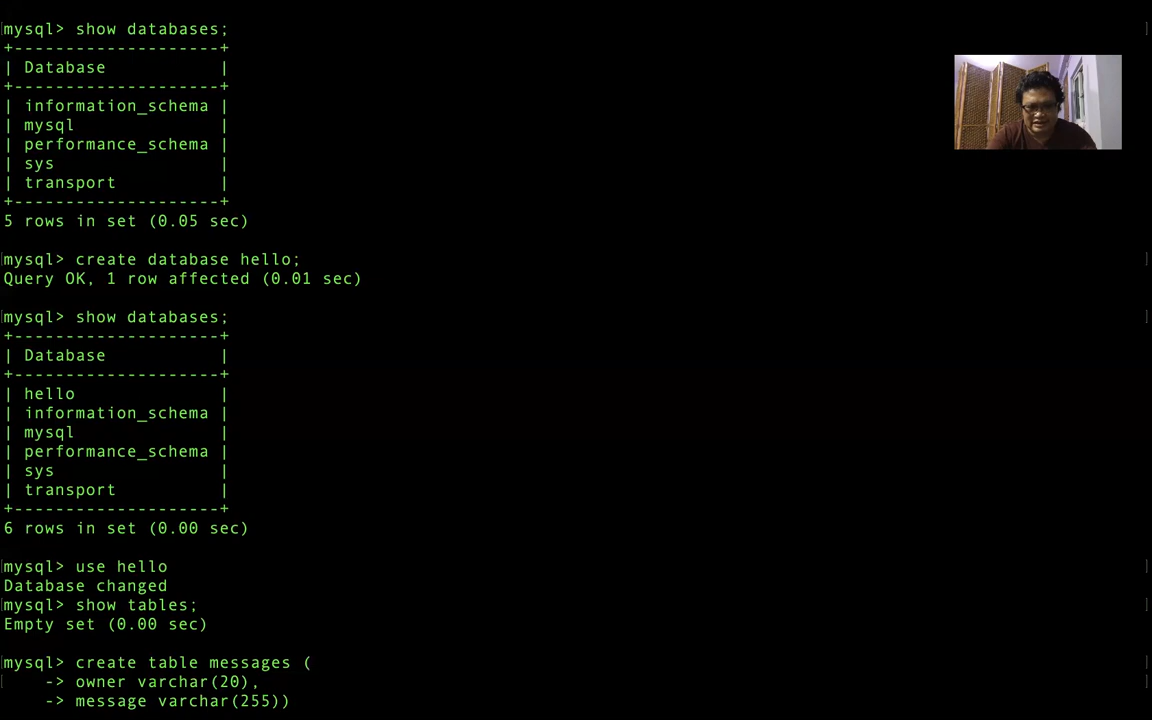 mysql> show databases;
+--------------------+
| Database           |
+--------------------+
| information_schema |
| mysql              |
| performance_schema |
| sys                |
| transport          |
+--------------------+
5 rows in set (0.05 sec)
mysql> create database hello;
Query OK, 1 row affected (0.01 sec)
mysql> show databases;
+--------------------+
| Database           |
+--------------------+
| hello              |
| information_schema |
| mysql              |
| performance_schema |
| sys                |
| transport          |
+--------------------+
6 rows in set (0.00 sec)
mysql> use hello
Database changed
mysql> show tables;
Empty set (0.00 sec)
mysql> create table messages (
    -> owner varchar(20),
    -> message varchar(255))